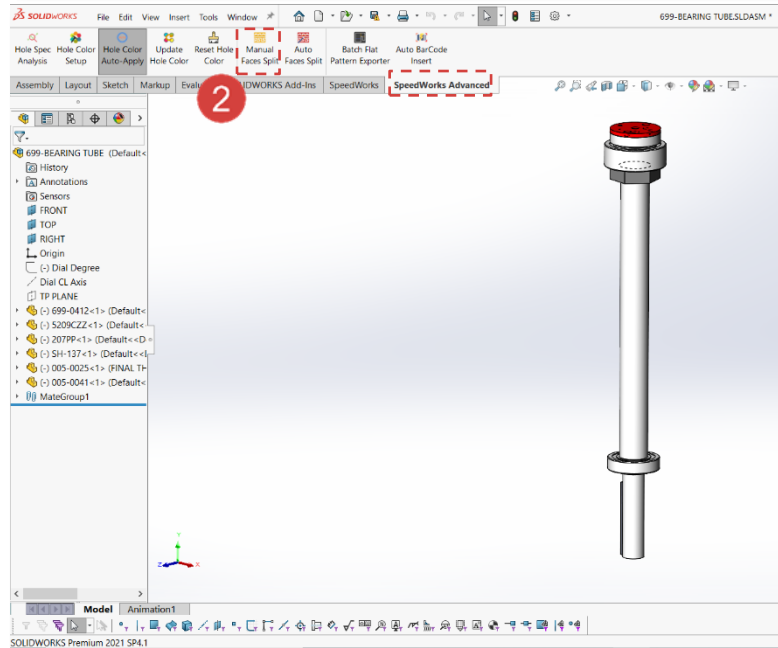 SOLIDWORKS File Edit View Insert Tools Window 699-BEARING TUBE.SLDASM *
Hole Spec Analysis
Hole Color Setup
Hole Color Auto-Apply
Update Hole Color
Reset Hole Color
Manual Faces Split
Auto Faces Split
Batch Flat Pattern Exporter
Auto BarCode Insert
Assembly Layout Sketch Markup SpeedWorks SpeedWorks Advanced
2
699-BEARING TUBE (Default<
History
Annotations
Sensors
FRONT
TOP
RIGHT
Origin
(-) Dial Degree
Dial CL Axis
TP PLANE
(-) 699-0412<1> (Default<
(-) 5209CZZ<1> (Default<
(-) 207PP<1> (Default<<D
(-) SH-137<1> (Default<<
(-) 005-0025<1> (FINAL TH
(-) 005-0041<1> (Default<
MateGroup1
Y
Z X
Model Animation1
SOLIDWORKS Premium 2021 SP4.1